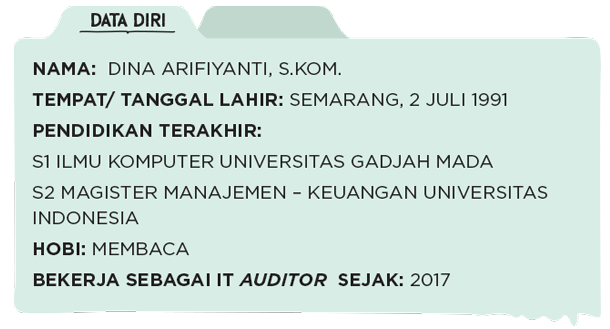 DATA DIRI
NAMA: DINA ARIFIYANTI, S.KOM.
TEMPAT/ TANGGAL LAHIR: SEMARANG, 2 JULI 1991
PENDIDIKAN TERAKHIR:
S1 ILMU KOMPUTER UNIVERSITAS GADJAH MADA
S2 MAGISTER MANAJEMEN – KEUANGAN UNIVERSITAS
INDONESIA
HOBI: MEMBACA
BEKERJA SEBAGAI IT AUDITOR SEJAK: 2017